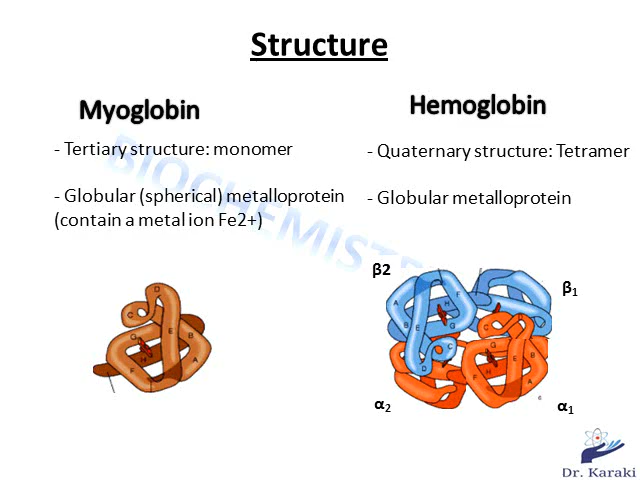 Structure
Myoglobin
- Tertiary structure: monomer
- Globular (spherical) metalloprotein
(contain a metal ion Fe2+)
Hemoglobin
- Quaternary structure: Tetramer
- Globular metalloprotein
β2
β₁
α₂
α₁
Dr. Karaki